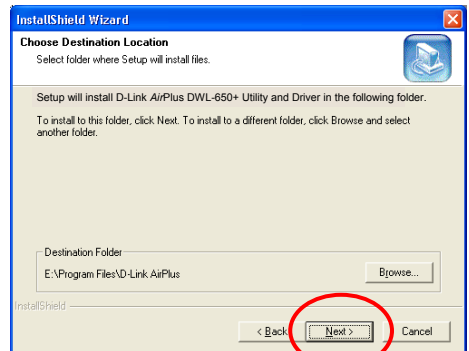 InstallShield Wizard
Choose Destination Location
Select folder where Setup will install files.
Setup will install D-Link AirPlus DWL-650+ Utility and Driver in the following folder.
To install to this folder, click Next. To install to a different folder, click Browse and select
another folder.
Destination Folder
E:\Program Files\D-Link AirPlus
Browse...
InstallShield
< Back
Next >
Cancel